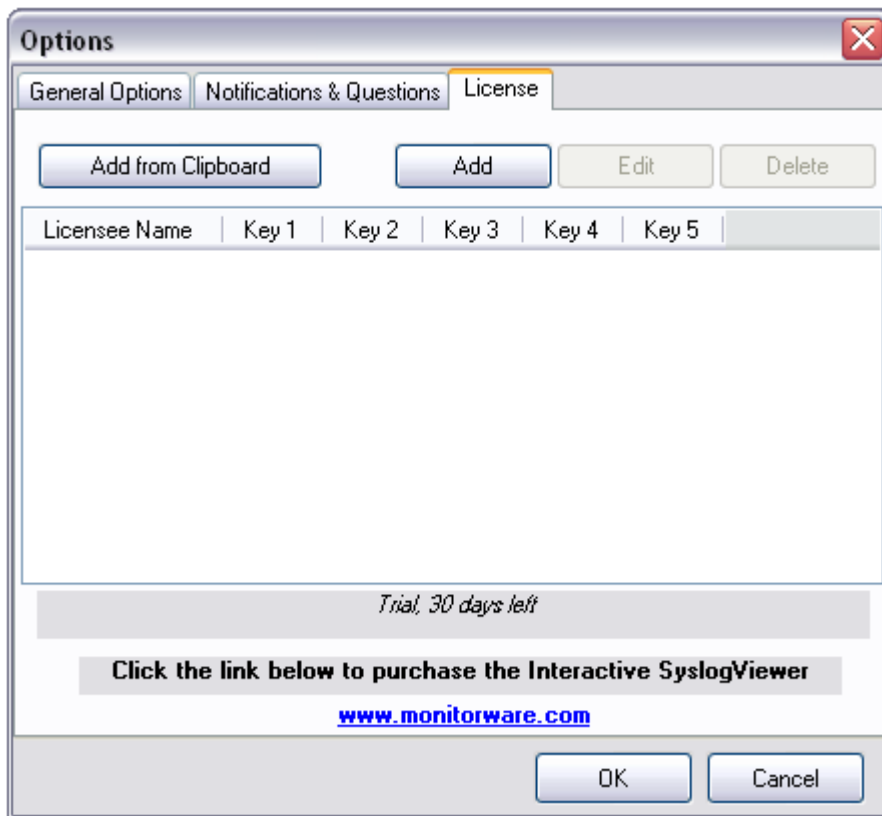 Options
General Options Notifications & Questions License
Add from Clipboard Add Edit Delete
Licensee Name Key 1 Key 2 Key 3 Key 4 Key 5
Trial, 30 days left
Click the link below to purchase the Interactive SyslogViewer
www.monitorware.com
OK Cancel